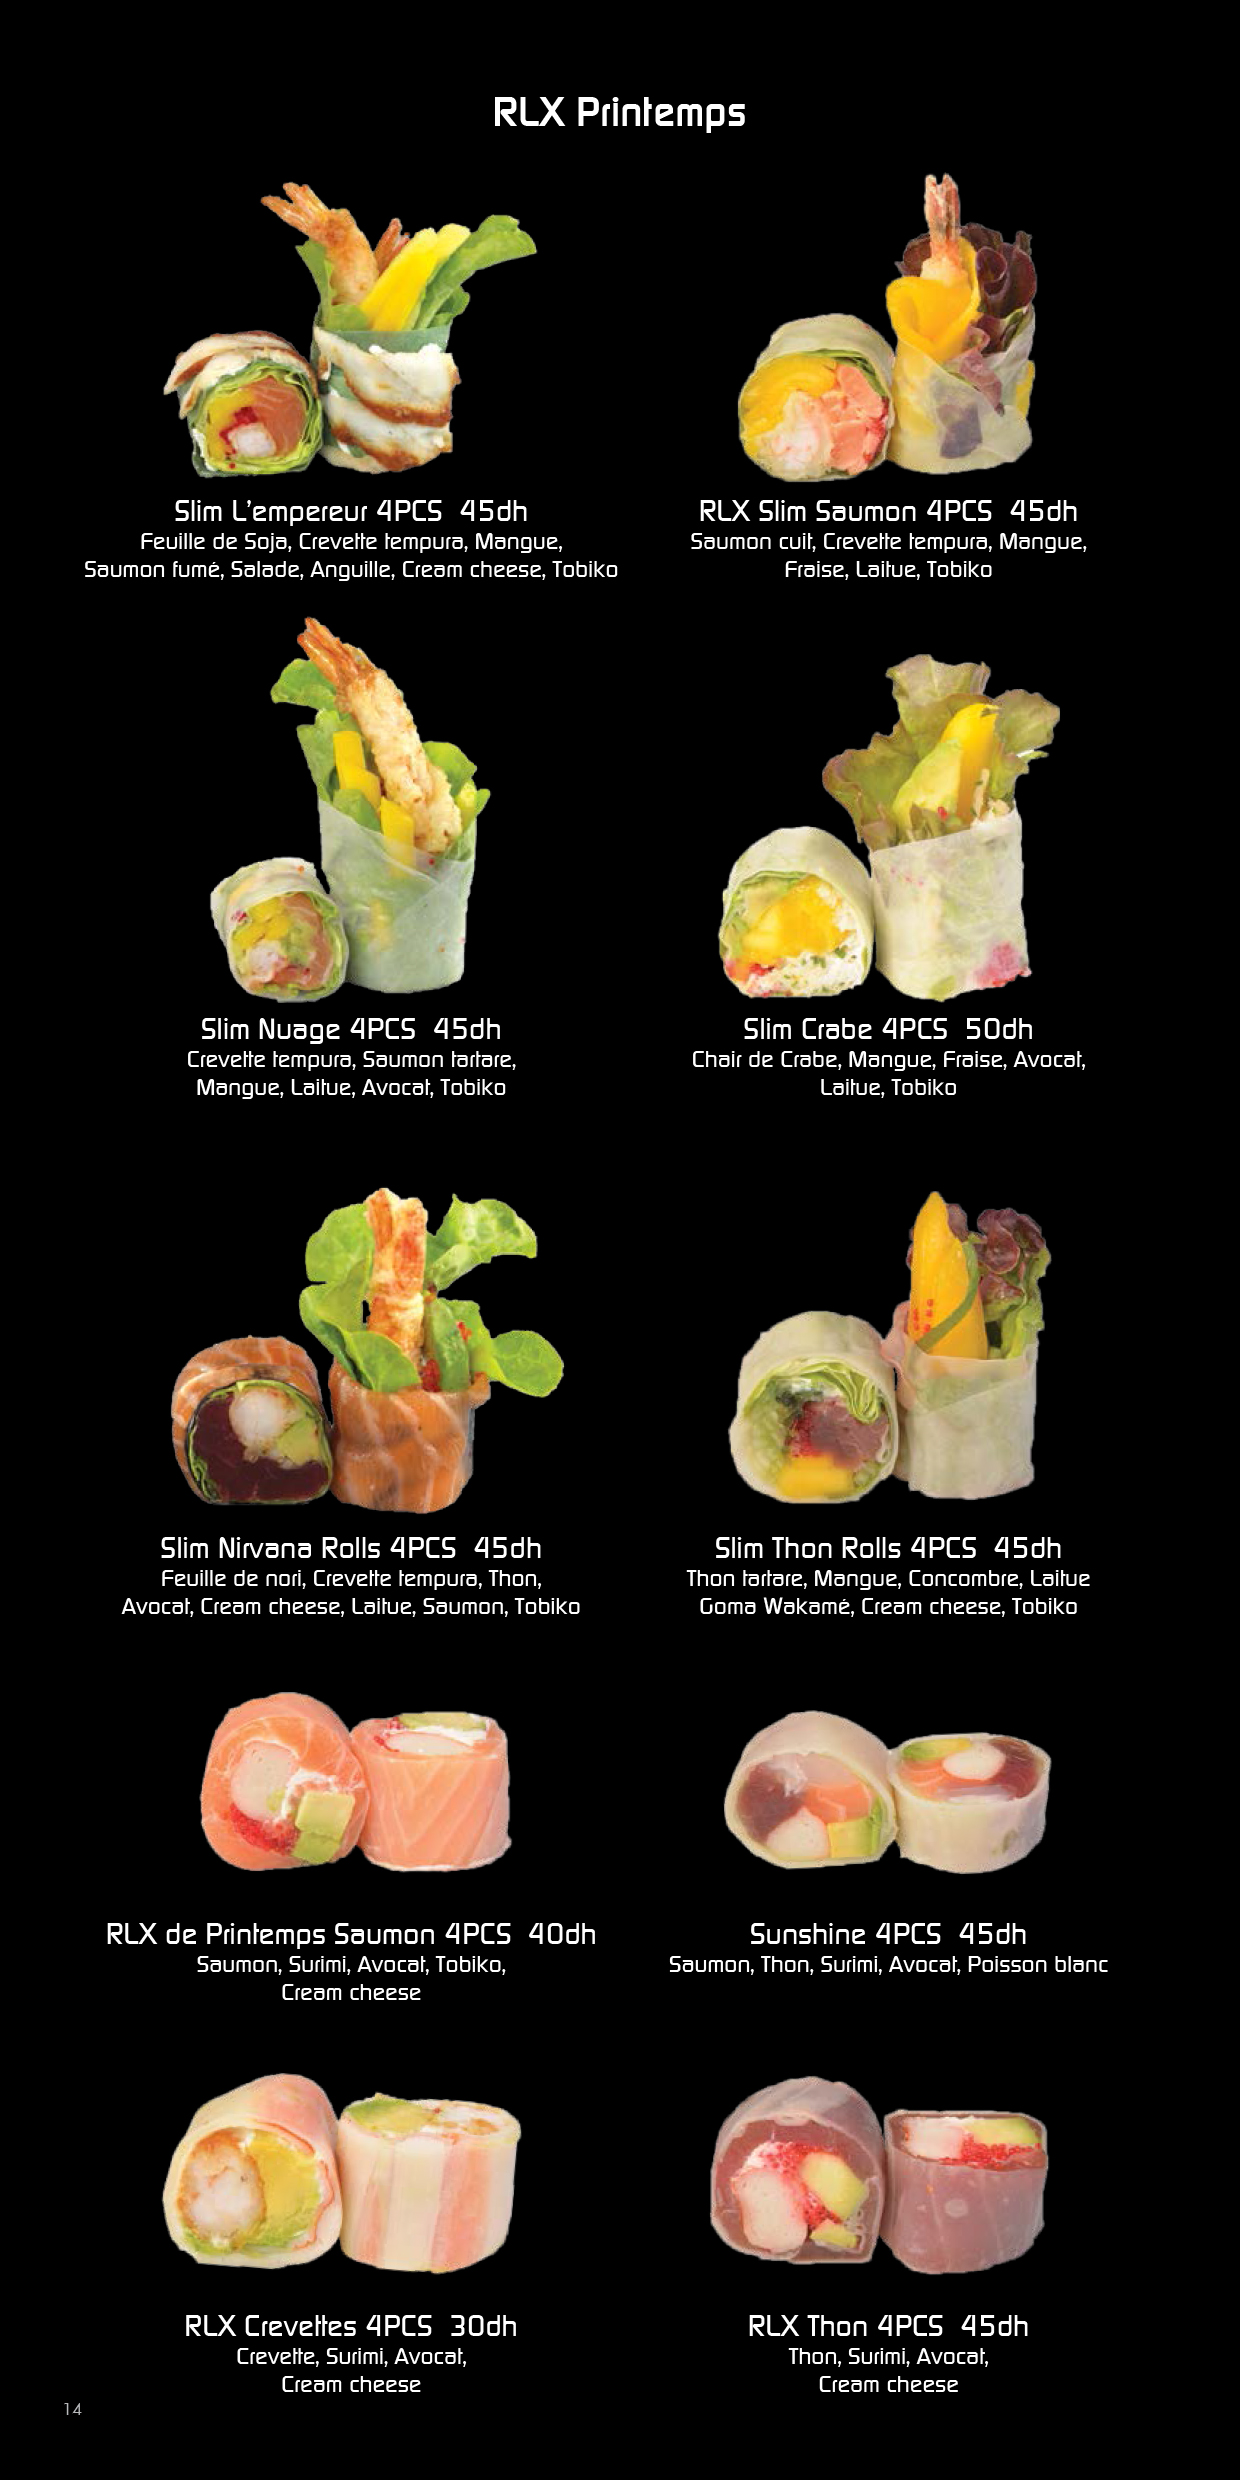 RLX Printemps
Slim L'empereur 4PCS 45dh
Feuille de Soja, Crevette tempura, Mangue,
Saumon fumé, Salade, Anguille, Cream cheese, Tobiko
RLX Slim Saumon 4PCS 45dh
Saumon cuit, Crevette tempura, Mangue,
Fraise, Laitue, Tobiko
Slim Nuage 4PCS 45dh
Crevette tempura, Saumon tartare,
Mangue, Laitue, Avocat, Tobiko
Slim Crabe 4PCS 50dh
Chair de Crabe, Mangue, Fraise, Avocat,
Laitue, Tobiko
Slim Nirvana Rolls 4PCS 45dh
Feuille de nori, Crevette tempura, Thon,
Avocat, Cream cheese, Laitue, Saumon, Tobiko
Slim Thon Rolls 4PCS 45dh
Thon tartare, Mangue, Concombre, Laitue
Goma Wakamé, Cream cheese, Tobiko
RLX de Printemps Saumon 4PCS 40dh
Saumon, Surimi, Avocat, Tobiko,
Cream cheese
Sunshine 4PCS 45dh
Saumon, Thon, Surimi, Avocat, Poisson blanc
RLX Crevettes 4PCS 30dh
Crevette, Surimi, Avocat,
Cream cheese
RLX Thon 4PCS 45dh
Thon, Surimi, Avocat,
Cream cheese
14